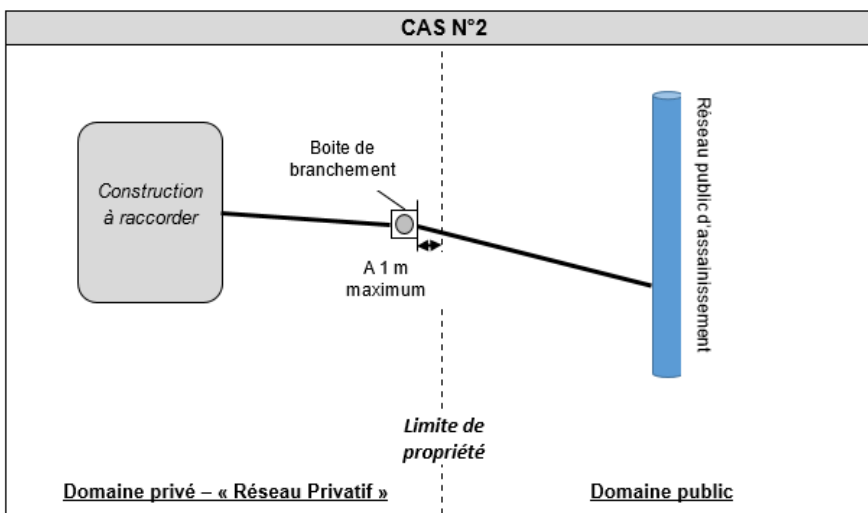 CAS N°2
Boite de
branchement
Construction
à raccorder
A 1 m
maximum
Réseau public d'assainissement
Limite de
propriété
Domaine privé – « Réseau Privatif »
Domaine public